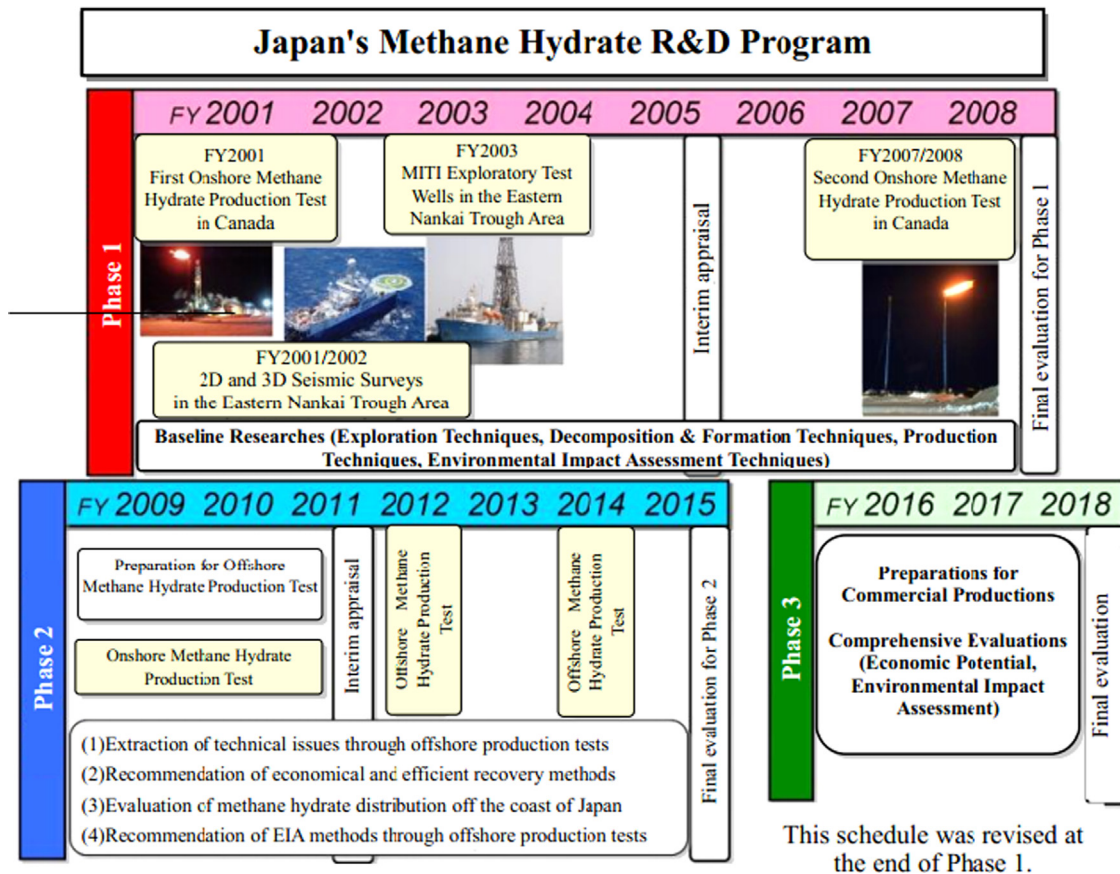 Japan's Methane Hydrate R&D Program
FY 2001 2002 2003 2004 2005 2006 2007 2008
Phase 1
FY2001
First Onshore Methane
Hydrate Production Test
in Canada
FY2003
MITI Exploratory Test
Wells in the Eastern
Nankai Trough Area
Interim appraisal
FY2007/2008
Second Onshore Methane
Hydrate Production Test
in Canada
Final evaluation for Phase 1
FY2001/2002
2D and 3D Seismic Surveys
in the Eastern Nankai Trough Area
Baseline Researches (Exploration Techniques, Decomposition & Formation Techniques, Production
Techniques, Environmental Impact Assessment Techniques)
FY 2009 2010 2011 2012 2013 2014 2015
Phase 2
Preparation for Offshore
Methane Hydrate Production Test
Onshore Methane Hydrate
Production Test
Interim appraisal
Offshore Methane
Hydrate Production
Test
Offshore Methane
Hydrate Production
Test
Final evaluation for Phase 2
(1)Extraction of technical issues through offshore production tests
(2)Recommendation of economical and efficient recovery methods
(3)Evaluation of methane hydrate distribution off the coast of Japan
(4)Recommendation of EIA methods through offshore production tests
FY 2016 2017 2018
Phase 3
Preparations for
Commercial Productions
Comprehensive Evaluations
(Economic Potential,
Environmental Impact
Assessment)
Final evaluation
This schedule was revised at
the end of Phase 1.